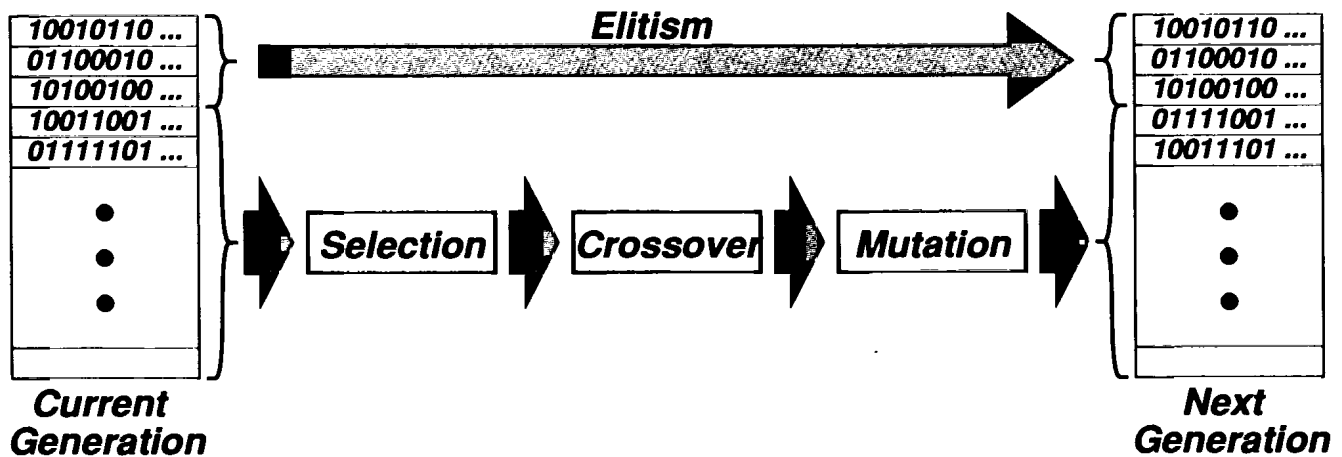 10010110 ...
01100010 ...
10100100 ...
10011001 ...
01111101 ...
Current
Generation
Elitism
Selection
Crossover
Mutation
10010110 ...
01100010 ...
10100100 ...
01111001 ...
10011101 ...
Next
Generation